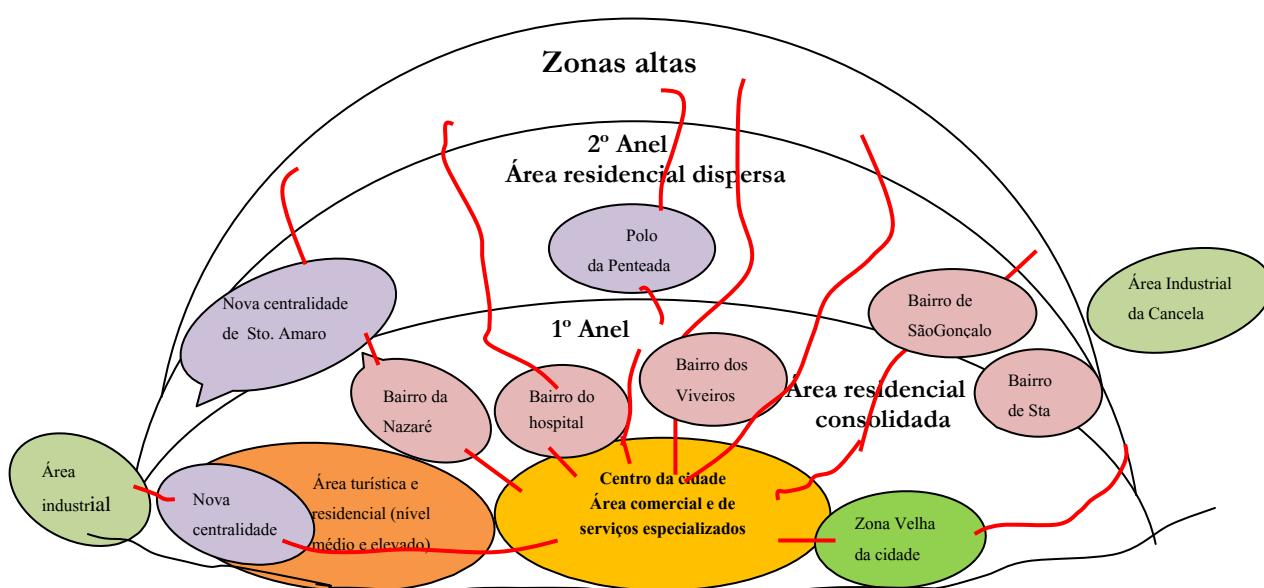 Zonas altas
2º Anel
Área residencial dispersa
Polo
da Penteada
Nova centralidade
de Sto. Amaro
Bairro de
SãoGonçalo
Área Industrial
da Cancela
1º Anel
Bairro dos
Viveiros
Bairro da
Nazaré
Bairro do
hospital
Área residencial
consolidada
Bairro
de Sta
Área
industrial
Nova
centralidade
Área turística e
residencial (nível
médio e elevado)
Centro da cidade
Área comercial e de
serviços especializados
Zona Velha
da cidade